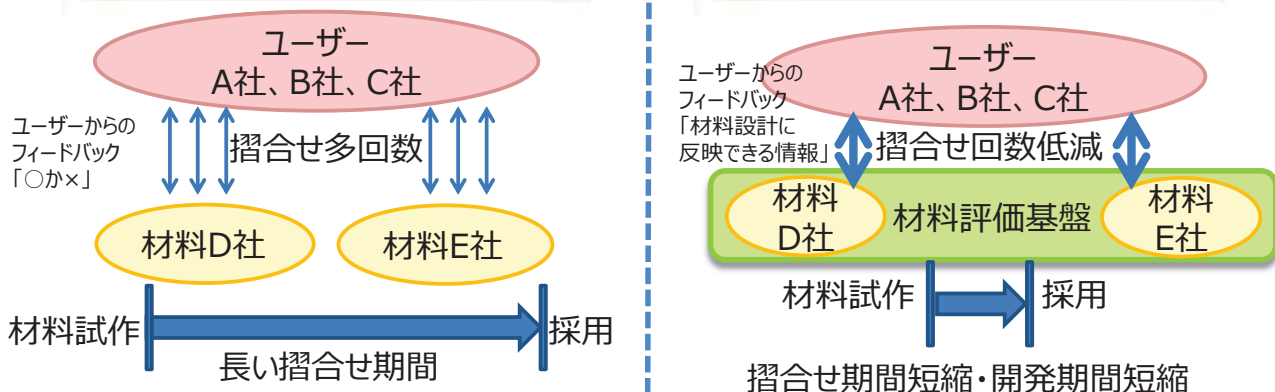 ユーザー
A社、B社、C社
ユーザーからの
フィードバック
「○か×」
摺合せ多回数
材料D社
材料E社
材料試作
採用
長い摺合せ期間
ユーザー
A社、B社、C社
ユーザーからの
フィードバック
「材料設計に
反映できる情報」
摺合せ回数低減
材料
D社
材料評価基盤
材料
E社
材料試作
採用
摺合せ期間短縮・開発期間短縮